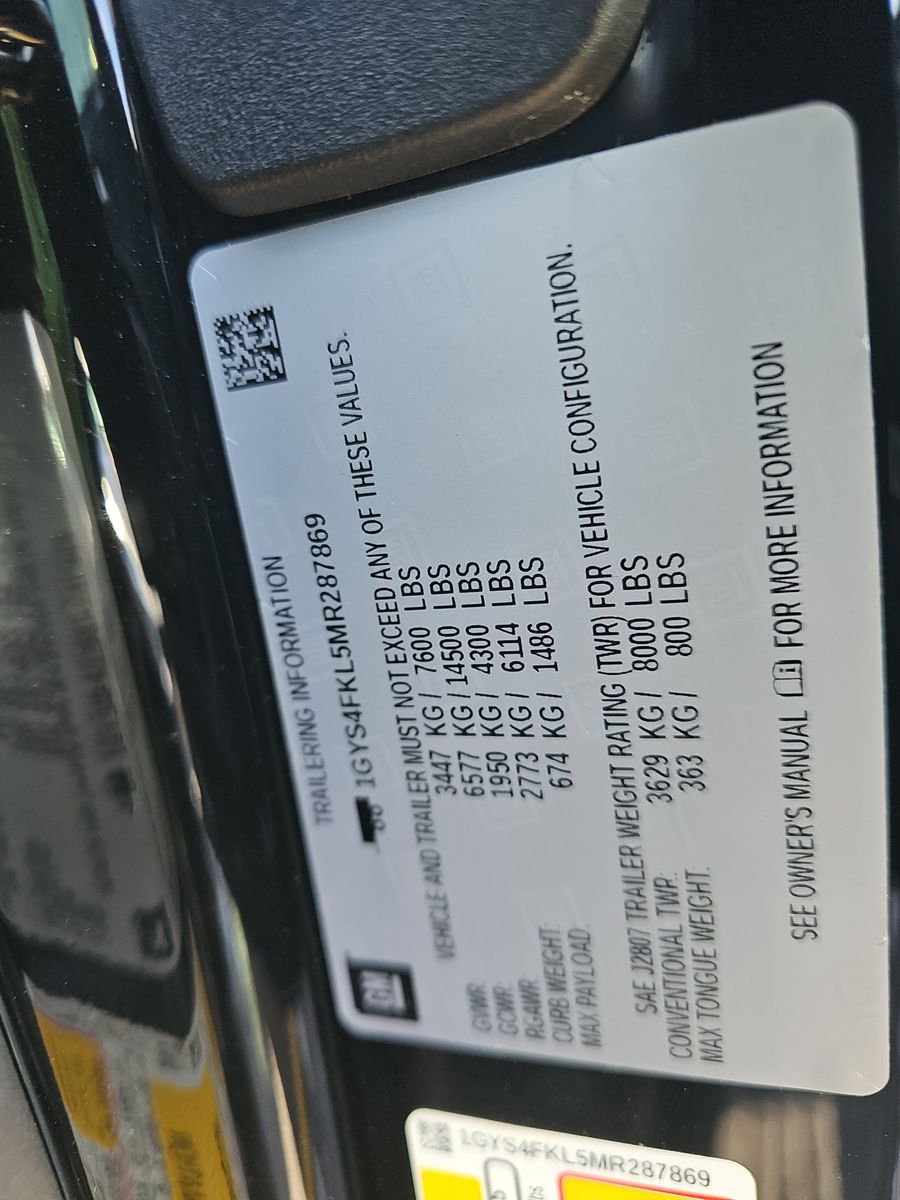 GM
TRAILERING INFORMATION
1GYS4FKL5MR287869
VEHICLE AND TRAILER MUST NOT EXCEED ANY OF THESE VALUES.
GVWR: 3447 KG / 7600 LBS
GCWR: 6577 KG / 14500 LBS
RGAWR: 1950 KG / 4300 LBS
CURB WEIGHT: 2773 KG / 6114 LBS
MAX PAYLOAD: 674 KG / 1486 LBS
SAE J2807 TRAILER WEIGHT RATING (TWR) FOR VEHICLE CONFIGURATION.
CONVENTIONAL TWR: 3629 KG / 8000 LBS
MAX TONGUE WEIGHT: 363 KG / 800 LBS
SEE OWNER'S MANUAL FOR MORE INFORMATION
1GYS4FKL5MR287869